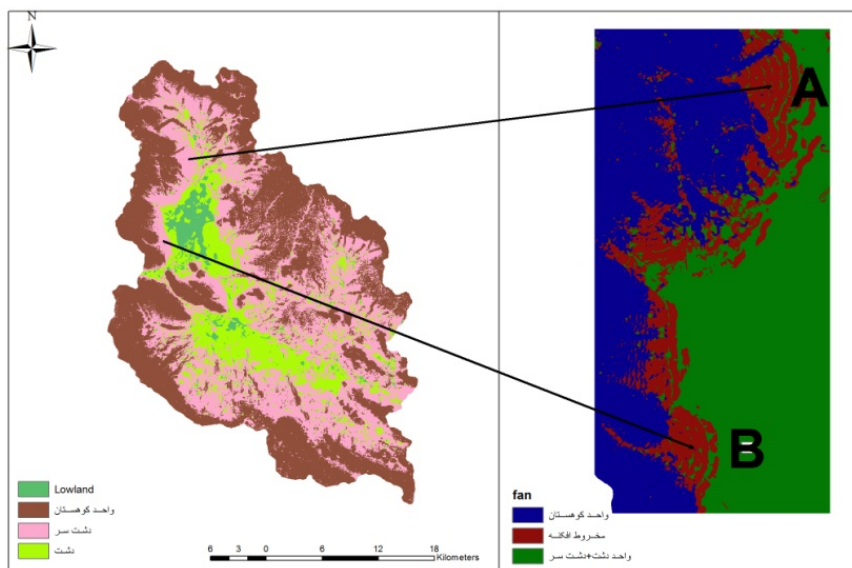 N
A
B
Lowland
واحد کوهستان
دشت سر
دشت
6 3 0 6 12 18
Kilometers
fan
واحد کوهستان
مخروط افکنه
واحد دشت+دشت سر